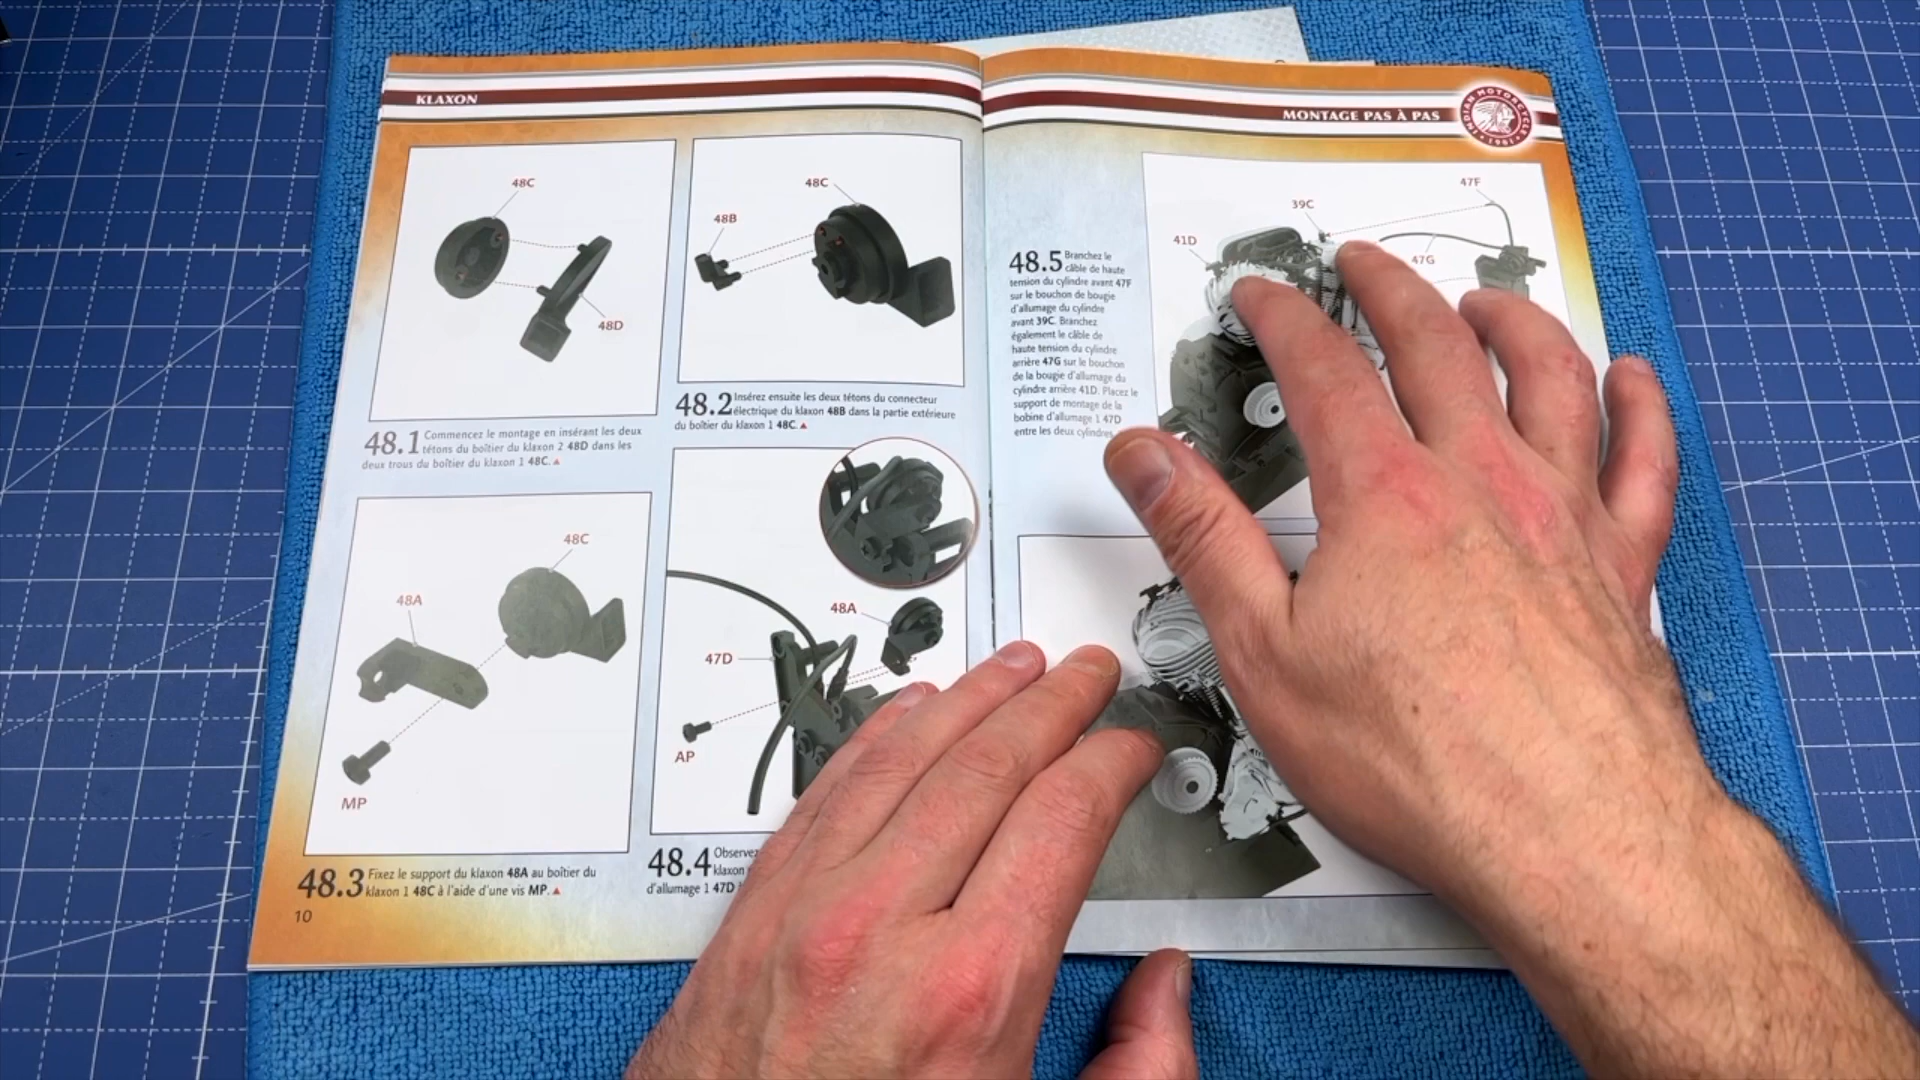 KLAXON
48C
48D
48.1 Commencez le montage en insérant les deux
tétons du boîtier du klaxon 2 48D dans les
deux trous du boîtier du klaxon 1 48C.
48C
48B
48.2 Insérez ensuite les deux tétons du connecteur
électrique du klaxon 48B dans la partie extérieure
du boîtier du klaxon 1 48C.
48C
48A
MP
48.3 Fixez le support du klaxon 48A au boîtier du
klaxon 1 48C à l'aide d'une vis MP.
10
48A
47D
AP
48.4 Observez
klaxon
d'allumage 1 47D
MONTAGE PAS À PAS
INDIAN MOTORCYCLE
1901
47F
39C
41D
47G
48.5 Branchez le
câble de haute
tension du cylindre avant 47F
sur le bouchon de bougie
d'allumage du cylindre
avant 39C. Branchez
également le câble de
haute tension du cylindre
arrière 47G sur le bouchon
de la bougie d'allumage du
cylindre arrière 41D. Placez le
support de montage de la
bobine d'allumage 1 47D
entre les deux cylindres